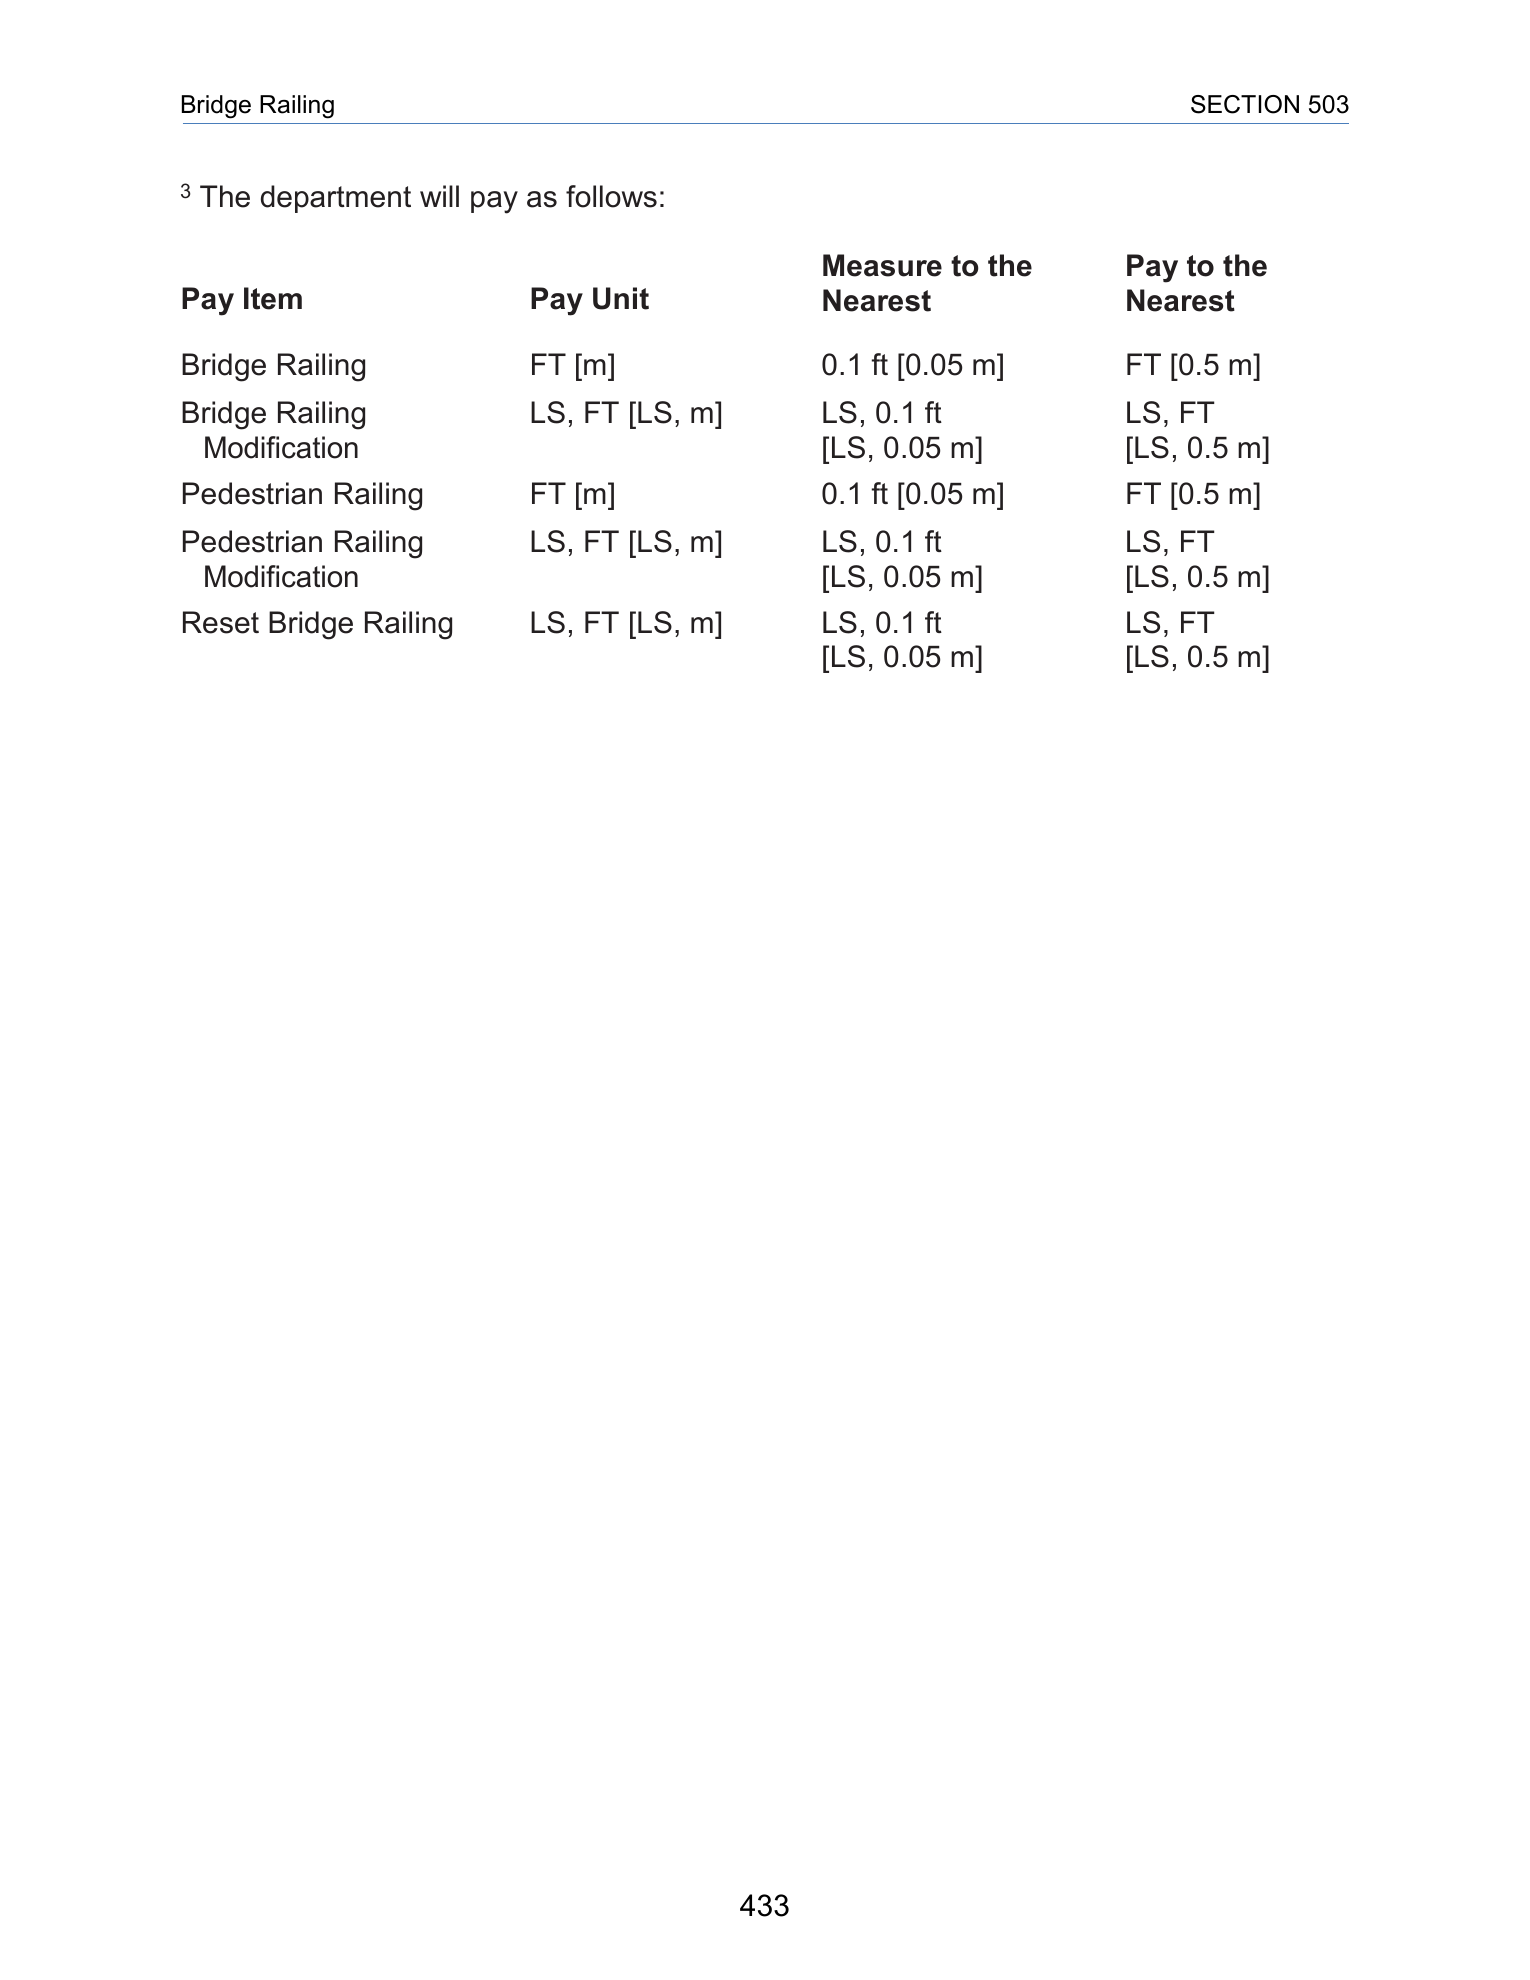 Bridge Railing SECTION 503
3 The department will pay as follows:
Pay Item Pay Unit Measure to the Nearest Pay to the Nearest
Bridge Railing FT [m] 0.1 ft [0.05 m] FT [0.5 m]
Bridge Railing LS, FT [LS, m] LS, 0.1 ft LS, FT
Modification [LS, 0.05 m] [LS, 0.5 m]
Pedestrian Railing FT [m] 0.1 ft [0.05 m] FT [0.5 m]
Pedestrian Railing LS, FT [LS, m] LS, 0.1 ft LS, FT
Modification [LS, 0.05 m] [LS, 0.5 m]
Reset Bridge Railing LS, FT [LS, m] LS, 0.1 ft LS, FT
[LS, 0.05 m] [LS, 0.5 m]
433